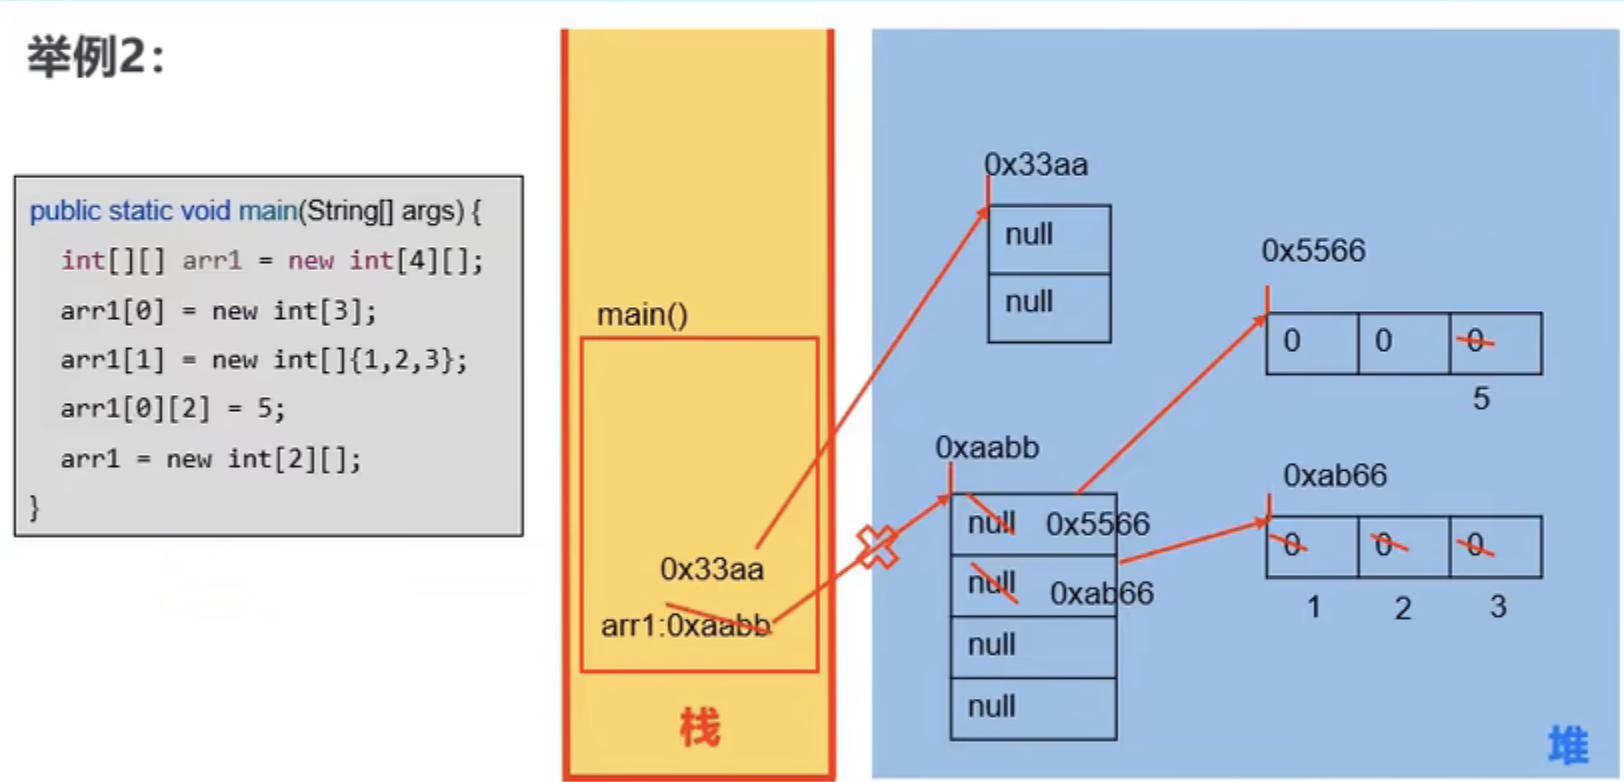 举例2：
public static void main(String[] args) {
int[][] arr1 = new int[4][];
arr1[0] = new int[3];
arr1[1] = new int[]{1,2,3};
arr1[0][2] = 5;
arr1 = new int[2][];
}
main()
0x33aa
arr1:0xaabb
栈
0x33aa
null
null
0x5566
0 0 0
5
0xaabb
null 0x5566
null 0xab66
null
null
0xab66
0 0 0
1 2 3
堆